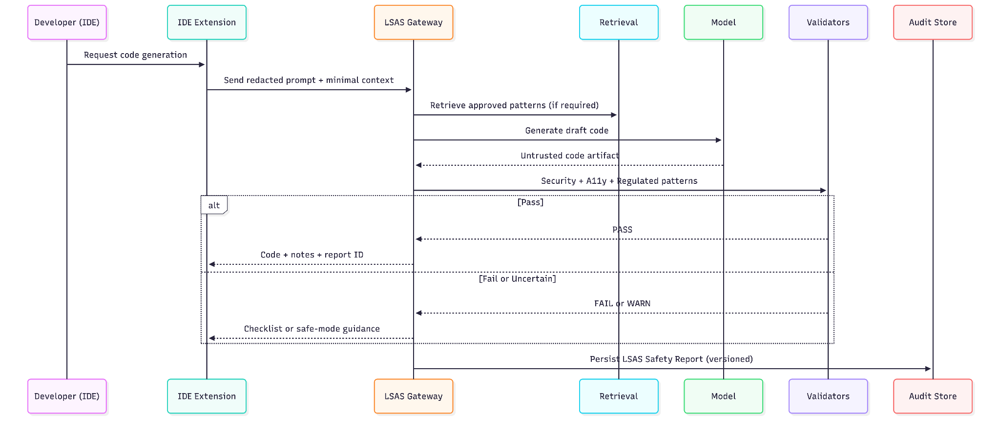 Developer (IDE)
IDE Extension
LSAS Gateway
Retrieval
Model
Validators
Audit Store
Request code generation
Send redacted prompt + minimal context
Retrieve approved patterns (if required)
Generate draft code
Untrusted code artifact
Security + A11y + Regulated patterns
alt
[Pass]
PASS
Code + notes + report ID
[Fail or Uncertain]
FAIL or WARN
Checklist or safe-mode guidance
Persist LSAS Safety Report (versioned)
Developer (IDE)
IDE Extension
LSAS Gateway
Retrieval
Model
Validators
Audit Store